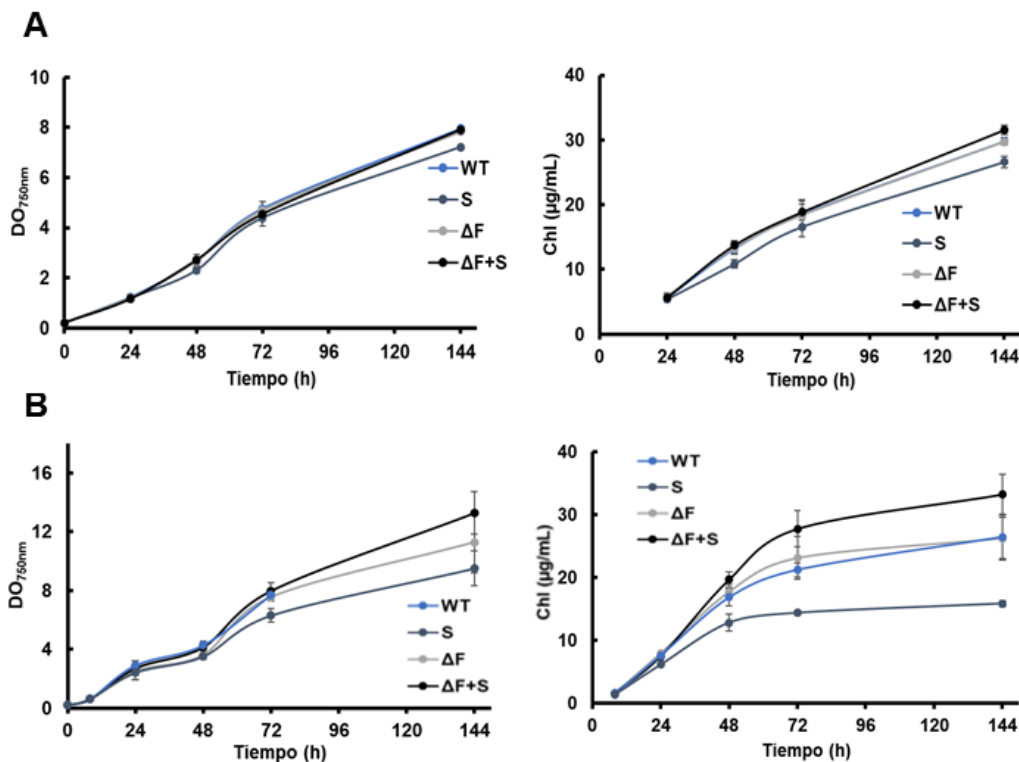 A
10
8
6
4
2
0
DO750nm
0 24 48 72 96 120 144
Tiempo (h)
WT
S
ΔF
ΔF+S
40
30
20
10
0
Chl (µg/mL)
0 24 48 72 96 120 144
Tiempo (h)
WT
S
ΔF
ΔF+S
B
16
12
8
4
0
DO750nm
0 24 48 72 96 120 144
Tiempo (h)
WT
S
ΔF
ΔF+S
40
30
20
10
0
Chl (µg/mL)
0 24 48 72 96 120 144
Tiempo (h)
WT
S
ΔF
ΔF+S